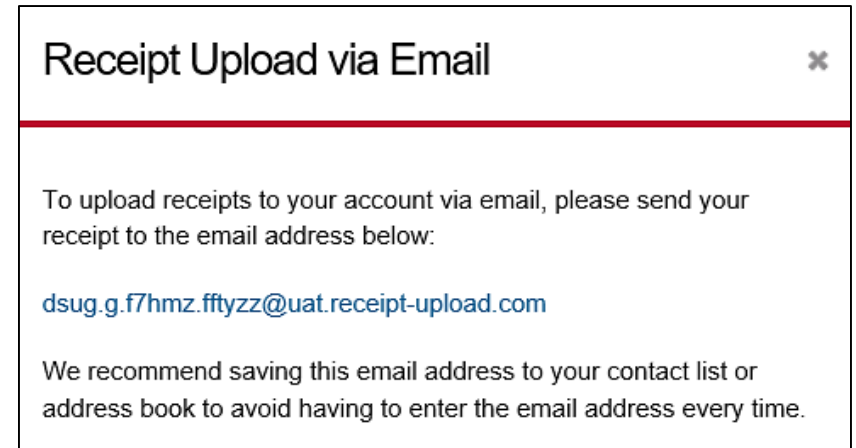 Receipt Upload via Email
To upload receipts to your account via email, please send your
receipt to the email address below:
dsug.g.f7hmz.fftyzz@uat.receipt-upload.com
We recommend saving this email address to your contact list or
address book to avoid having to enter the email address every time.